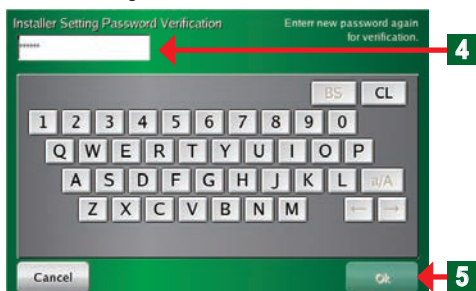 Installer Setting Password Verification
Enterr new password again
for verification.
******
4
BS CL
1 2 3 4 5 6 7 8 9 0
Q W E R T Y U I O P
A S D F G H J K L a/A
Z X C V B N M ← →
Cancel
Ok
5